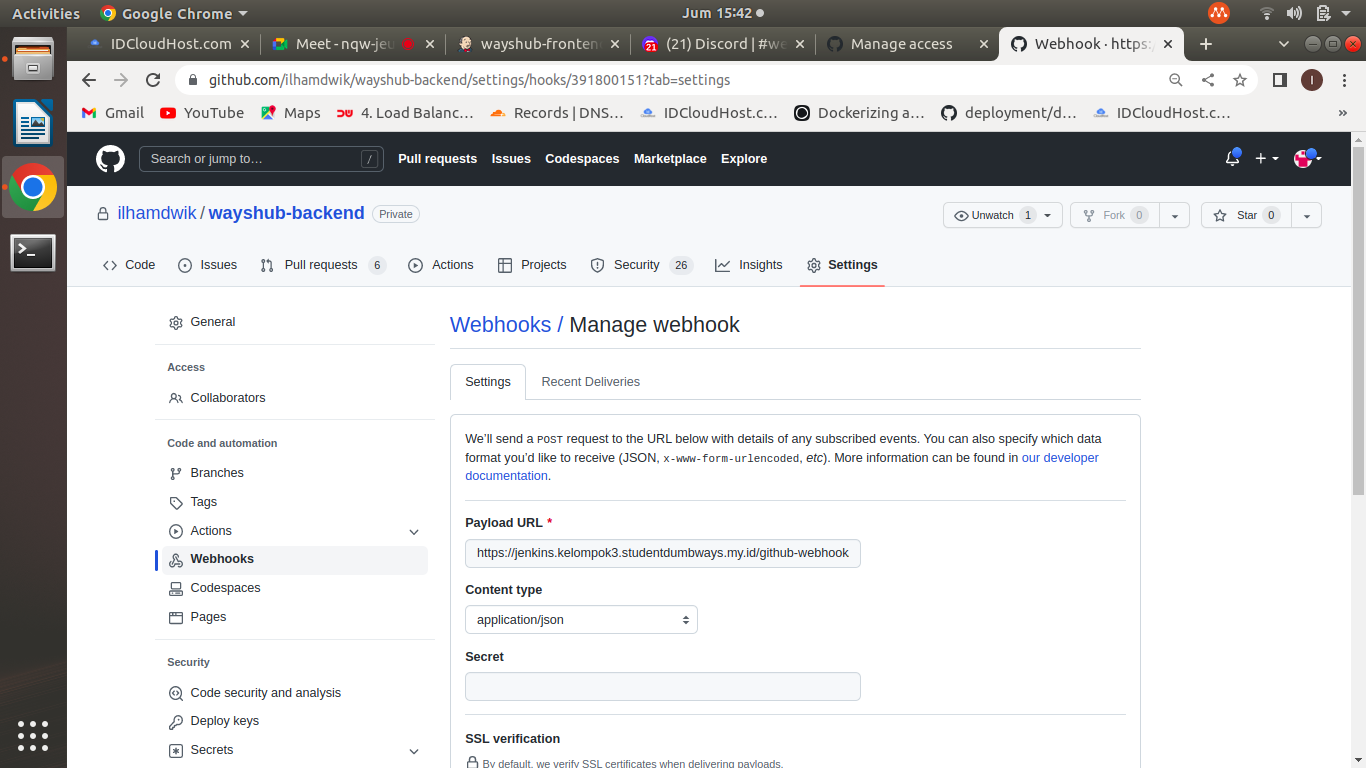 Activities
Google Chrome
Jum 15:42
IDCloudHost.com
Meet - nqw-jeu
wayshub-fronten
(21) Discord | #we
Manage access
Webhook · https:/
github.com/ilhamdwik/wayshub-backend/settings/hooks/391800151?tab=settings
I
Gmail
YouTube
Maps
4. Load Balanc…
Records | DNS…
IDCloudHost.c…
Dockerizing a…
deployment/d…
IDCloudHost.c…
»
Search or jump to…
/
Pull requests
Issues
Codespaces
Marketplace
Explore
ilhamdwik / wayshub-backend
Private
Unwatch 1
Fork 0
Star 0
Code
Issues
Pull requests 6
Actions
Projects
Security 26
Insights
Settings
General
Access
Collaborators
Code and automation
Branches
Tags
Actions
Webhooks
Codespaces
Pages
Security
Code security and analysis
Deploy keys
Secrets
Webhooks / Manage webhook
Settings
Recent Deliveries
We'll send a POST request to the URL below with details of any subscribed events. You can also specify which data
format you'd like to receive (JSON, x-www-form-urlencoded, etc). More information can be found in our developer
documentation.
Payload URL *
https://jenkins.kelompok3.studentdumbways.my.id/github-webhook
Content type
application/json
Secret
SSL verification
By default, we verify SSL certificates when delivering payloads.